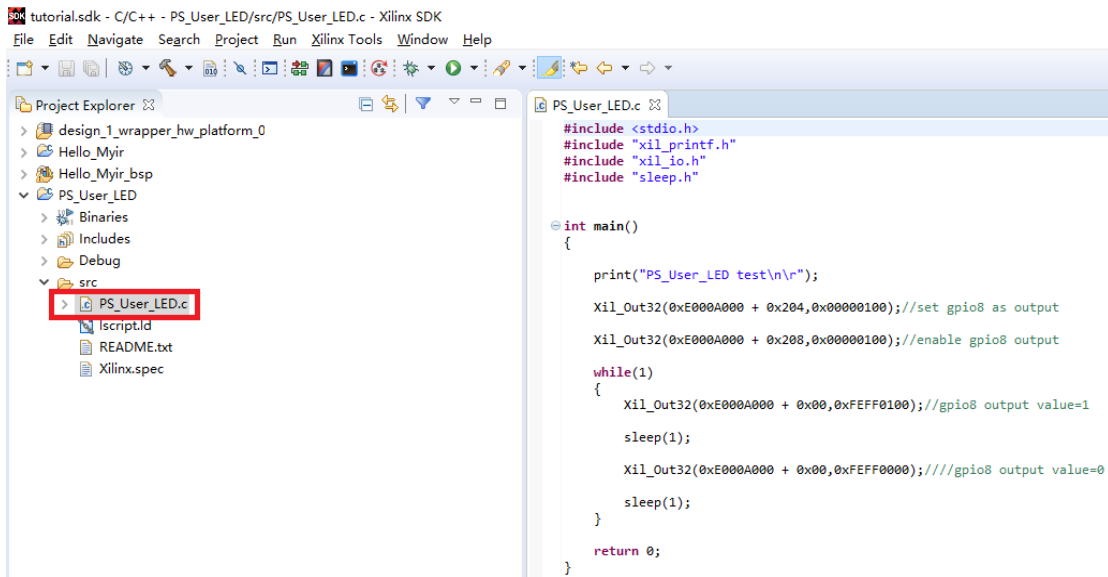 SDK tutorial.sdk - C/C++ - PS_User_LED/src/PS_User_LED.c - Xilinx SDK
File Edit Navigate Search Project Run Xilinx Tools Window Help
Project Explorer
design_1_wrapper_hw_platform_0
Hello_Myir
Hello_Myir_bsp
PS_User_LED
Binaries
Includes
Debug
src
PS_User_LED.c
lscript.ld
README.txt
Xilinx.spec
PS_User_LED.c
#include <stdio.h>
#include "xil_printf.h"
#include "xil_io.h"
#include "sleep.h"
int main()
{
print("PS_User_LED test\n\r");
Xil_Out32(0xE000A000 + 0x204,0x00000100);//set gpio8 as output
Xil_Out32(0xE000A000 + 0x208,0x00000100);//enable gpio8 output
while(1)
{
Xil_Out32(0xE000A000 + 0x00,0xFEFF0100);//gpio8 output value=1
sleep(1);
Xil_Out32(0xE000A000 + 0x00,0xFEFF0000);////gpio8 output value=0
sleep(1);
}
return 0;
}